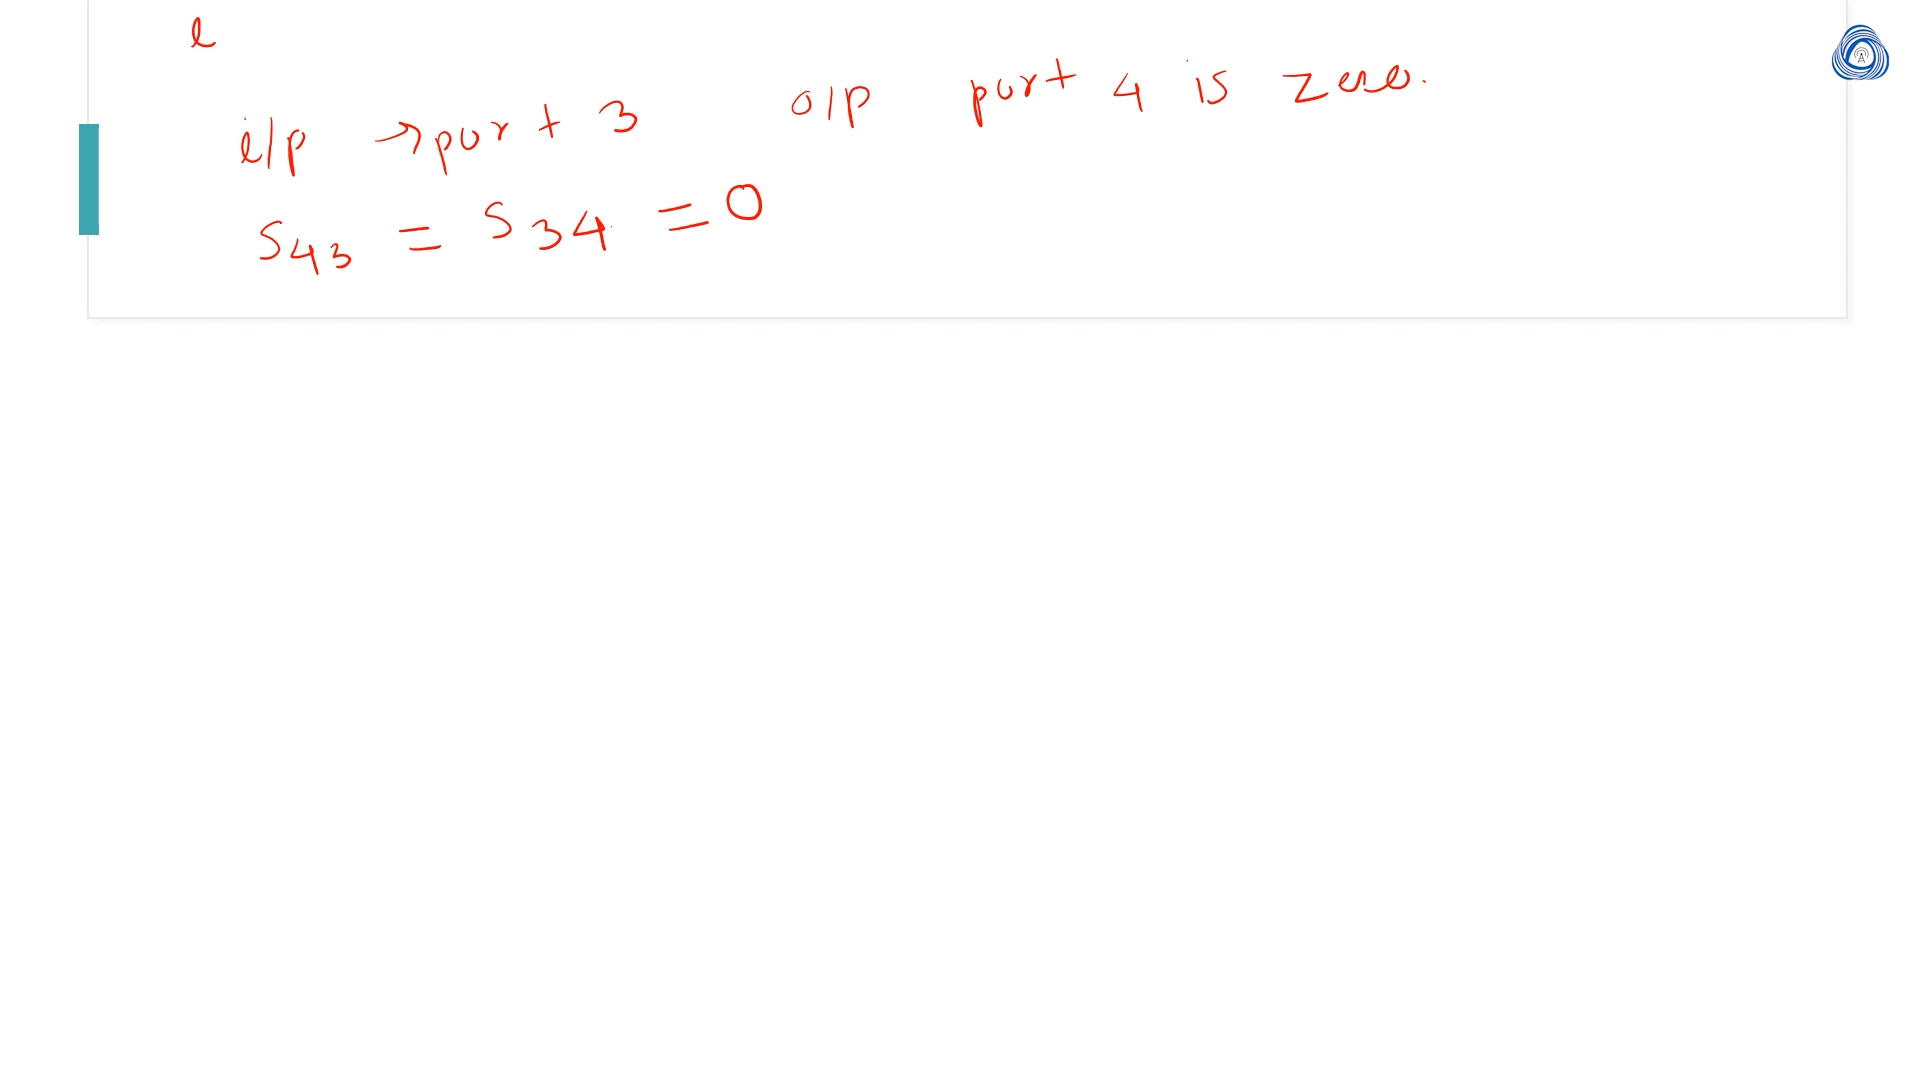 e
i/p → port 3 o/p port 4 is zero.
S43 = S34 = 0